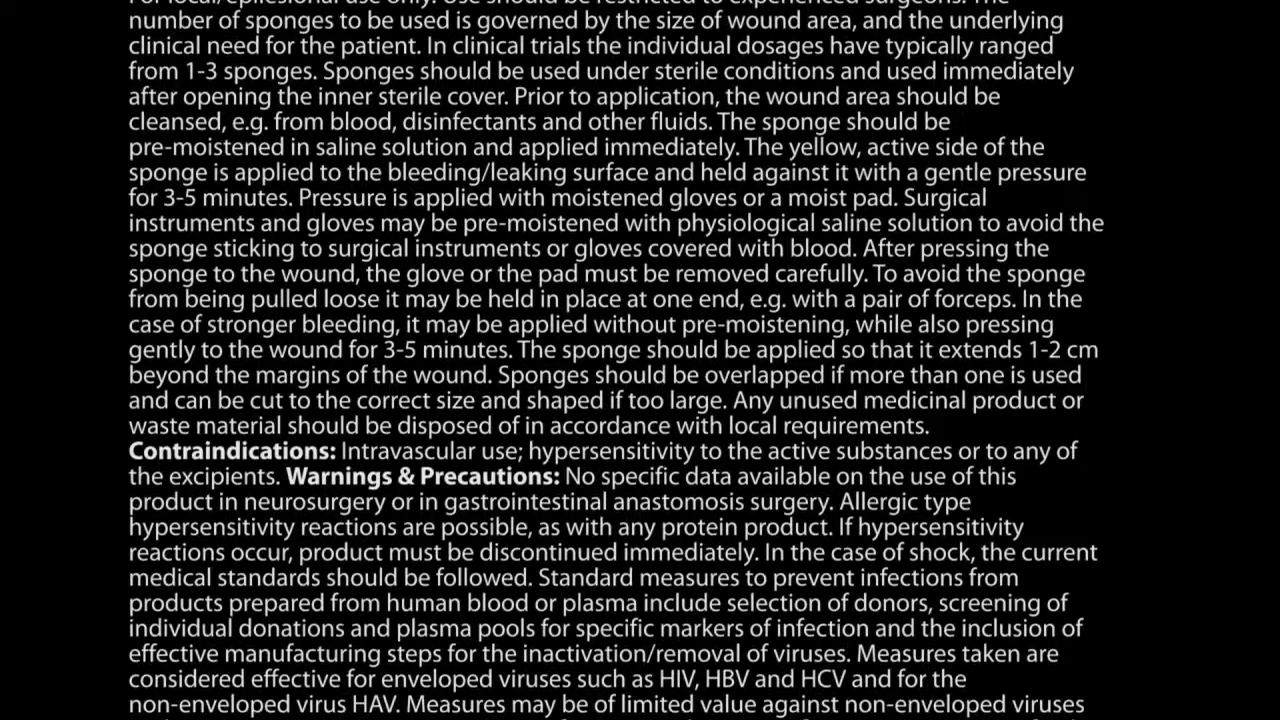 For local/epilesional use only. Use should be restricted to experienced surgeons. The
number of sponges to be used is governed by the size of wound area, and the underlying
clinical need for the patient. In clinical trials the individual dosages have typically ranged
from 1-3 sponges. Sponges should be used under sterile conditions and used immediately
after opening the inner sterile cover. Prior to application, the wound area should be
cleansed, e.g. from blood, disinfectants and other fluids. The sponge should be
pre-moistened in saline solution and applied immediately. The yellow, active side of the
sponge is applied to the bleeding/leaking surface and held against it with a gentle pressure
for 3-5 minutes. Pressure is applied with moistened gloves or a moist pad. Surgical
instruments and gloves may be pre-moistened with physiological saline solution to avoid the
sponge sticking to surgical instruments or gloves covered with blood. After pressing the
sponge to the wound, the glove or the pad must be removed carefully. To avoid the sponge
from being pulled loose it may be held in place at one end, e.g. with a pair of forceps. In the
case of stronger bleeding, it may be applied without pre-moistening, while also pressing
gently to the wound for 3-5 minutes. The sponge should be applied so that it extends 1-2 cm
beyond the margins of the wound. Sponges should be overlapped if more than one is used
and can be cut to the correct size and shaped if too large. Any unused medicinal product or
waste material should be disposed of in accordance with local requirements.
Contraindications: Intravascular use; hypersensitivity to the active substances or to any of
the excipients. Warnings & Precautions: No specific data available on the use of this
product in neurosurgery or in gastrointestinal anastomosis surgery. Allergic type
hypersensitivity reactions are possible, as with any protein product. If hypersensitivity
reactions occur, product must be discontinued immediately. In the case of shock, the current
medical standards should be followed. Standard measures to prevent infections from
products prepared from human blood or plasma include selection of donors, screening of
individual donations and plasma pools for specific markers of infection and the inclusion of
effective manufacturing steps for the inactivation/removal of viruses. Measures taken are
considered effective for enveloped viruses such as HIV, HBV and HCV and for the
non-enveloped virus HAV. Measures may be of limited value against non-enveloped viruses